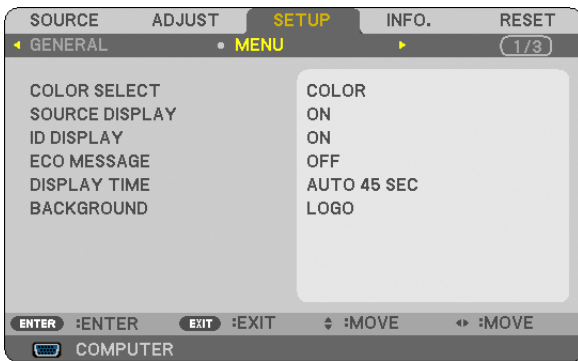 SOURCE ADJUST SETUP INFO. RESET
GENERAL • MENU 1/3
COLOR SELECT COLOR
SOURCE DISPLAY ON
ID DISPLAY ON
ECO MESSAGE OFF
DISPLAY TIME AUTO 45 SEC
BACKGROUND LOGO
ENTER :ENTER EXIT :EXIT :MOVE :MOVE
COMPUTER